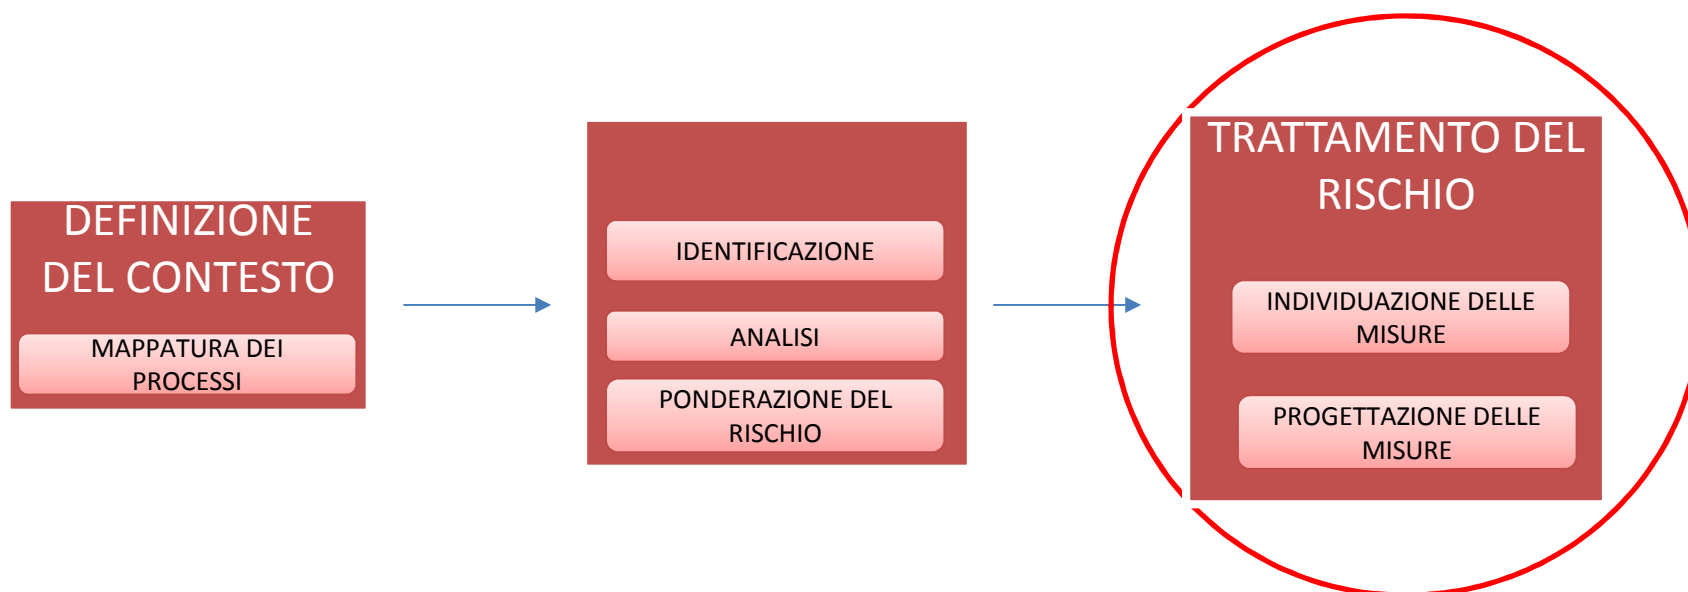 DEFINIZIONE
DEL CONTESTO
MAPPATURA DEI
PROCESSI
IDENTIFICAZIONE
ANALISI
PONDERAZIONE DEL
RISCHIO
TRATTAMENTO DEL
RISCHIO
INDIVIDUAZIONE DELLE
MISURE
PROGETTAZIONE DELLE
MISURE